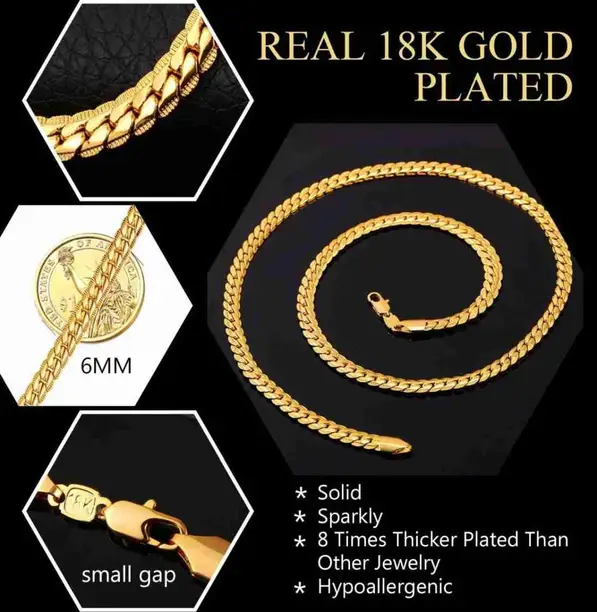 REAL 18K GOLD
PLATED
6MM
small gap
* Solid
* Sparkly
* 8 Times Thicker Plated Than
Other Jewelry
* Hypoallergenic